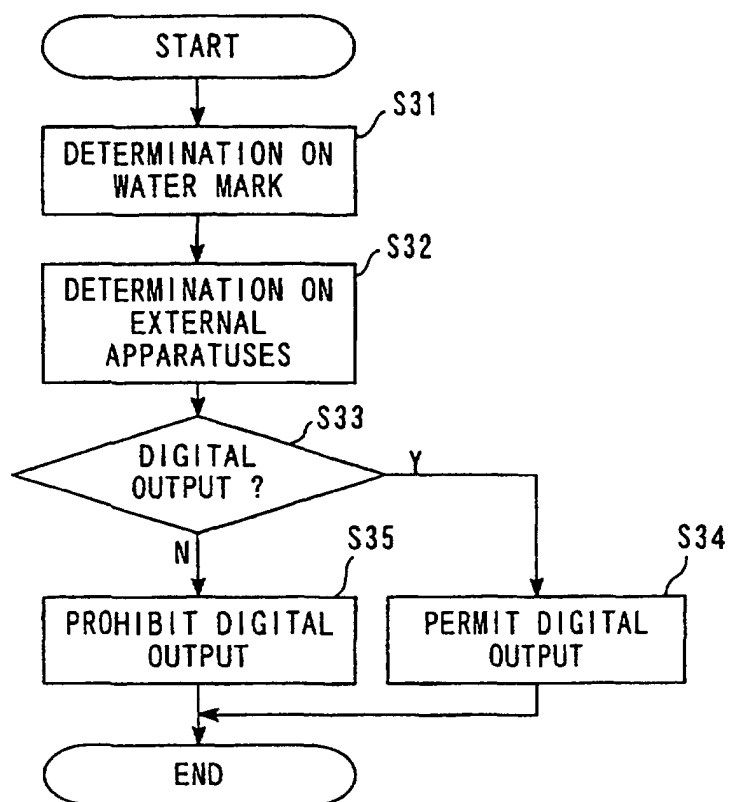 START
S31
DETERMINATION ON
WATER MARK
S32
DETERMINATION ON
EXTERNAL
APPARATUSES
S33
DIGITAL
OUTPUT ?
Y
N
S35
PROHIBIT DIGITAL
OUTPUT
S34
PERMIT DIGITAL
OUTPUT
END